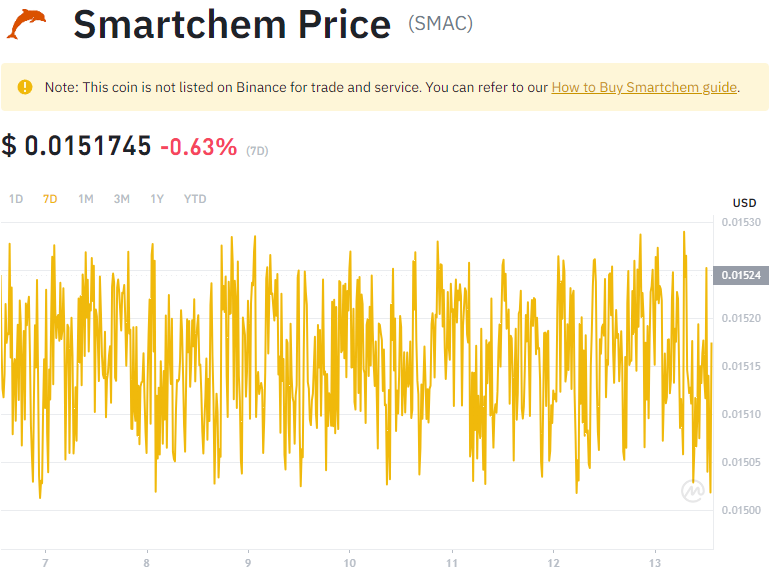 Smartchem Price (SMAC)
Note: This coin is not listed on Binance for trade and service. You can refer to our How to Buy Smartchem guide.
$ 0.0151745 -0.63% (7D)
1D 7D 1M 3M 1Y YTD
USD
0.01530
0.01524
0.01520
0.01515
0.01510
0.01505
0.01500
7 8 9 10 11 12 13